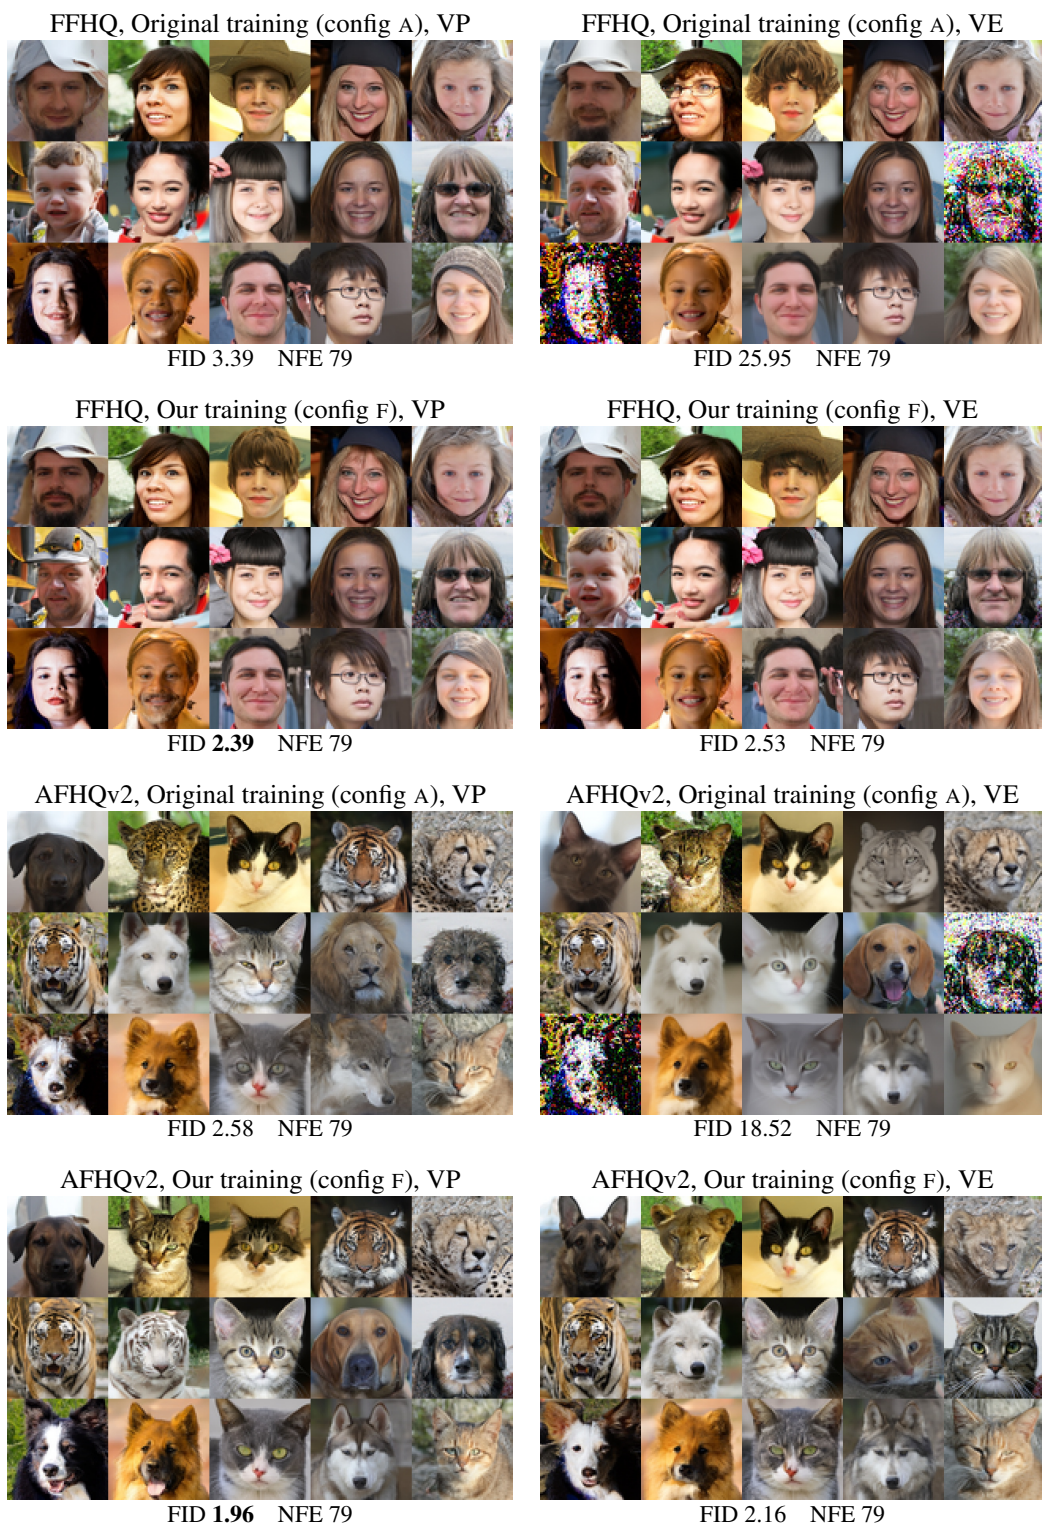 FFHQ, Original training (config A), VP
FFHQ, Original training (config A), VE
FID 3.39 NFE 79
FID 25.95 NFE 79
FFHQ, Our training (config F), VP
FFHQ, Our training (config F), VE
FID 2.39 NFE 79
FID 2.53 NFE 79
AFHQv2, Original training (config A), VP
AFHQv2, Original training (config A), VE
FID 2.58 NFE 79
FID 18.52 NFE 79
AFHQv2, Our training (config F), VP
AFHQv2, Our training (config F), VE
FID 1.96 NFE 79
FID 2.16 NFE 79